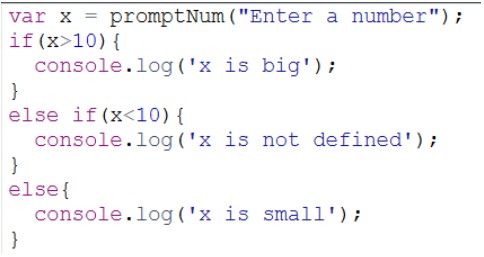 var x = promptNum("Enter a number");
if(x>10){
  console.log('x is big');
}
else if(x<10){
  console.log('x is not defined');
}
else{
  console.log('x is small');
}